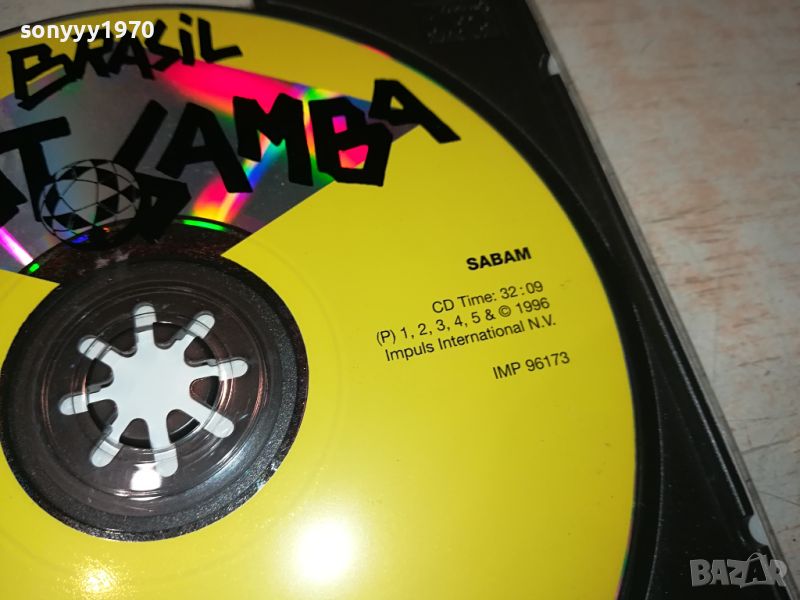 sonyyy1970
BRASIL
SAMBA
SABAM
CD Time: 32:09
(P) 1, 2, 3, 4, 5 & © 1996
Impuls International N.V.
IMP 96173
BAZAR